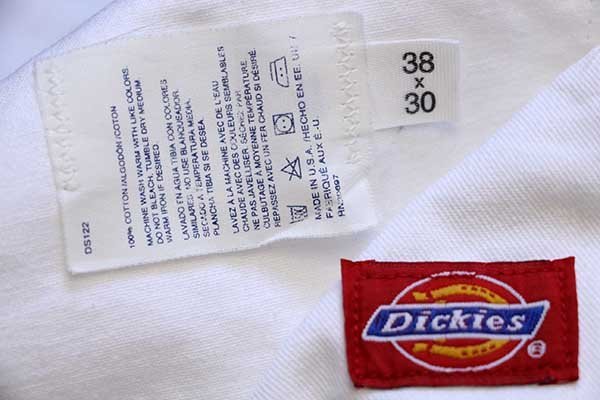 DS122
100% COTTON/ALGODON/COTON
MACHINE WASH WARM WITH LIKE COLORS.
DO NOT BLEACH, TUMBLE DRY MEDIUM
WARM IRON IF DESIRED.
LAVADO EN AGUA TIBIA CON COLORES
SIMILARES. NO USE BLANQUEADOR.
SECADO A TEMPERATURA MEDIA.
PLANCHA TIBIA SI SE DESEA.
LAVEZ À LA MACHINE AVEC DE L'EAU
CHAUDE AVEC DES COULEURS SEMBLABLES
NE PAS JAVELLISER. SÉCHAGE PAR
CULBUTAGE À MOYENNE TEMPÉRATURE
REPASSEZ AVEC UN FER CHAUD SI DÉSIRÉ
MADE IN U.S.A. /HECHO EN EE. UU. /
FABRIQUÉ AUX É.-U.
38
x
30
Dickies
®